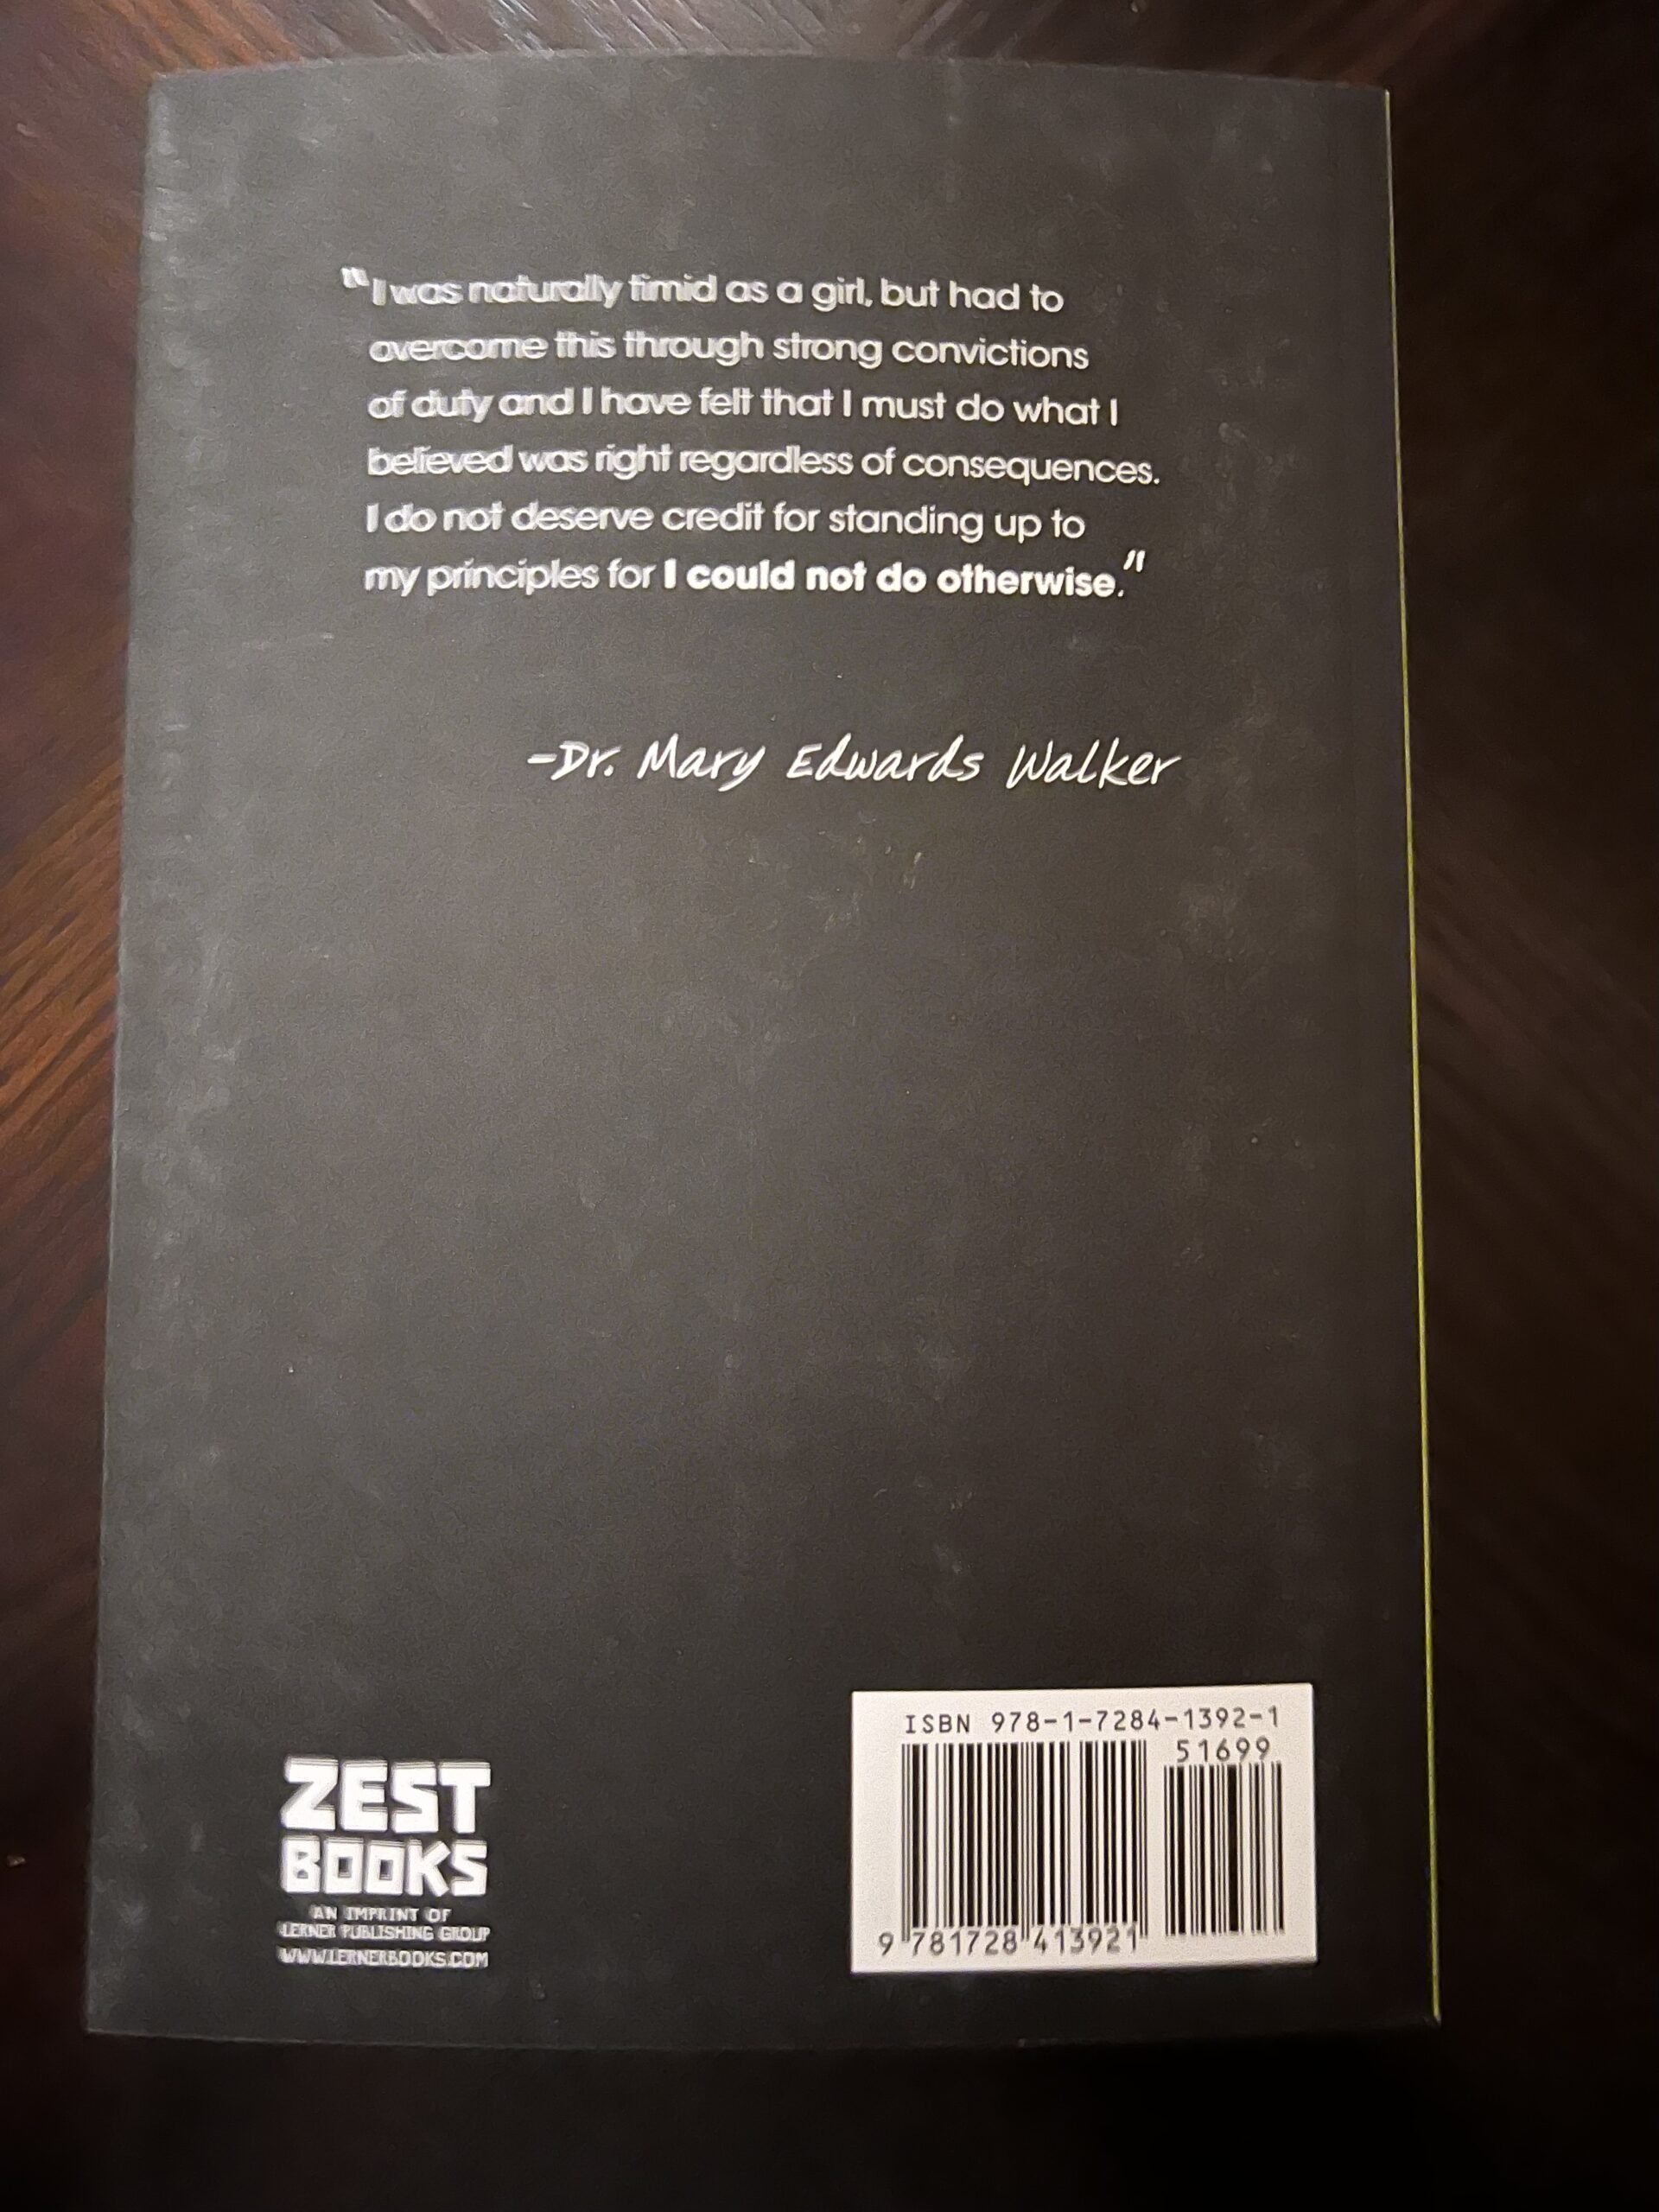 "I was naturally timid as a girl, but had to
overcome this through strong convictions
of duty and I have felt that I must do what I
believed was right regardless of consequences.
I do not deserve credit for standing up to
my principles for I could not do otherwise."
-Dr. Mary Edwards Walker
ZEST
BOOKS
AN IMPRINT OF
LERNER PUBLISHING GROUP
WWW.LERNERBOOKS.COM
ISBN 978-1-7284-1392-1
51699
9 781728 413921